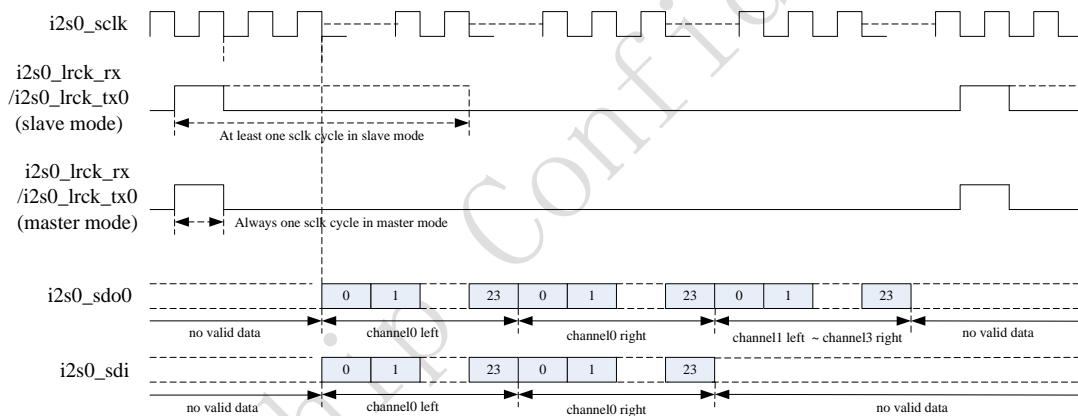 i2s0_sclk
i2s0_lrck_rx
/i2s0_lrck_tx0
(slave mode)
At least one sclk cycle in slave mode
i2s0_lrck_rx
/i2s0_lrck_tx0
(master mode)
Always one sclk cycle in master mode
i2s0_sdo0
0 1 23 0 1 23 0 1 23
no valid data channel0 left channel0 right channel1 left ~ channel3 right no valid data
i2s0_sdi
0 1 23 0 1 23
no valid data channel0 left channel0 right no valid data